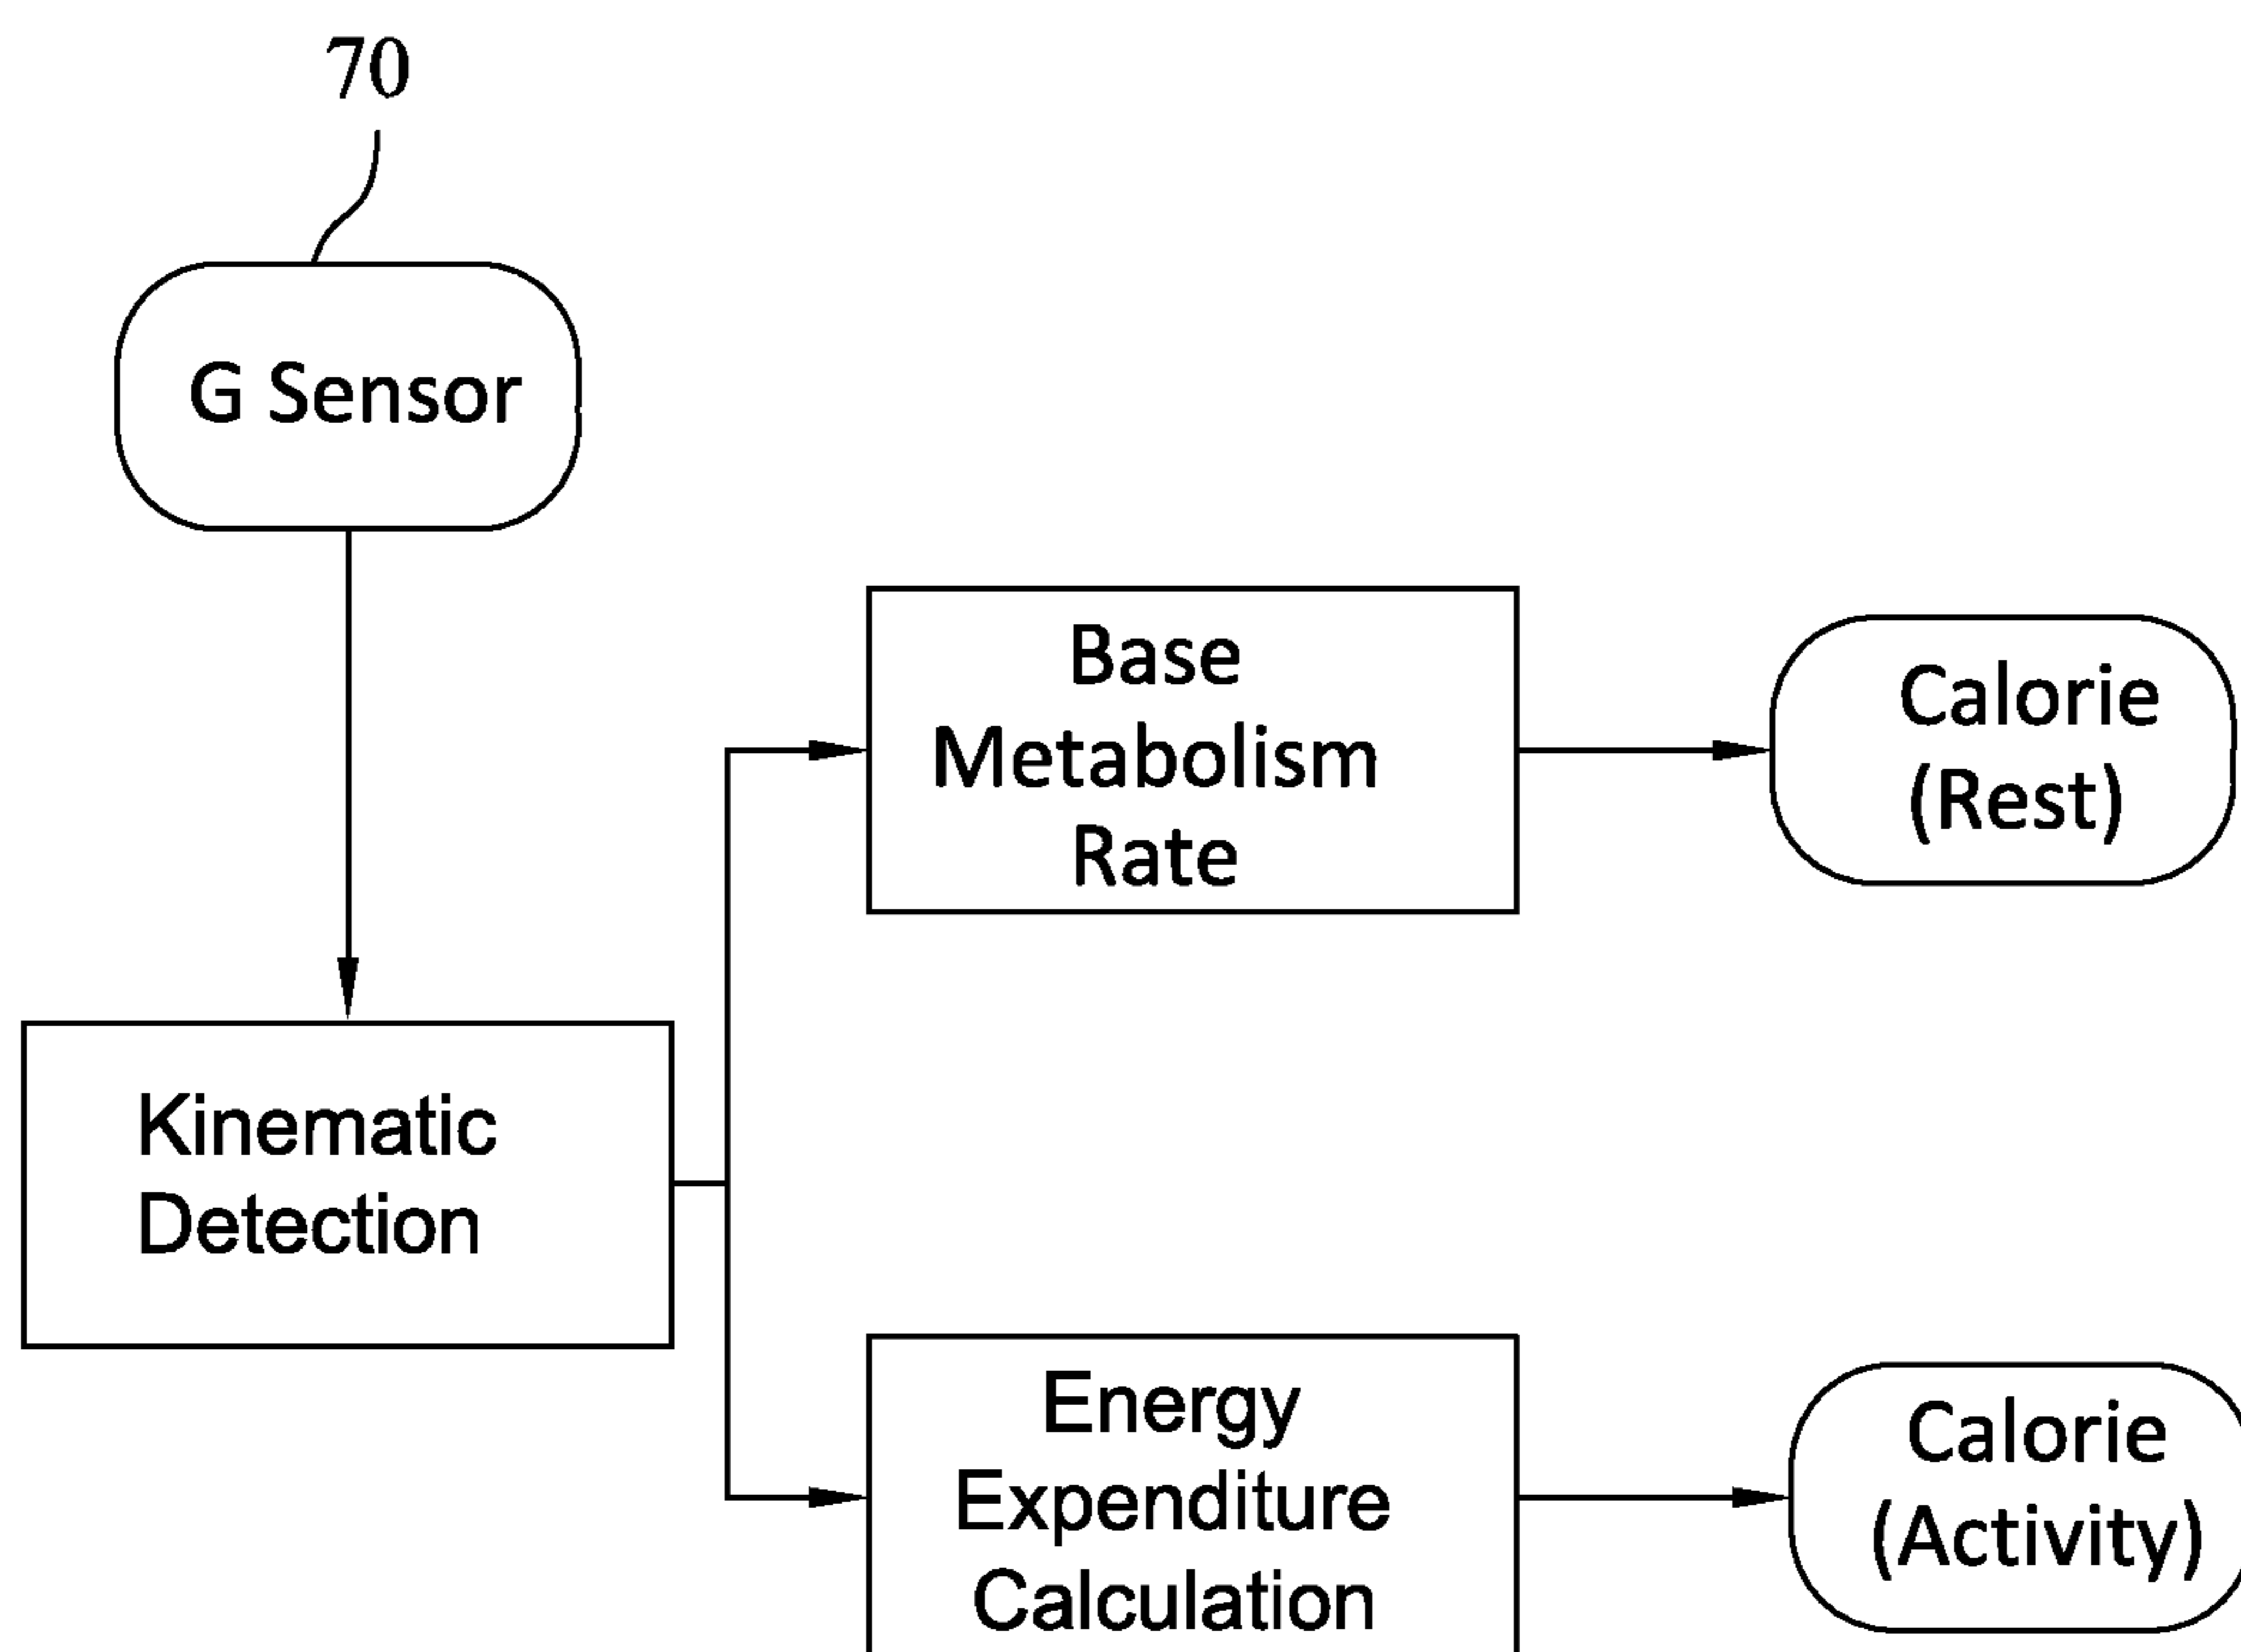 70
G Sensor
Base
Metabolism
Rate
Calorie
(Rest)
Kinematic
Detection
Energy
Expenditure
Calculation
Calorie
(Activity)